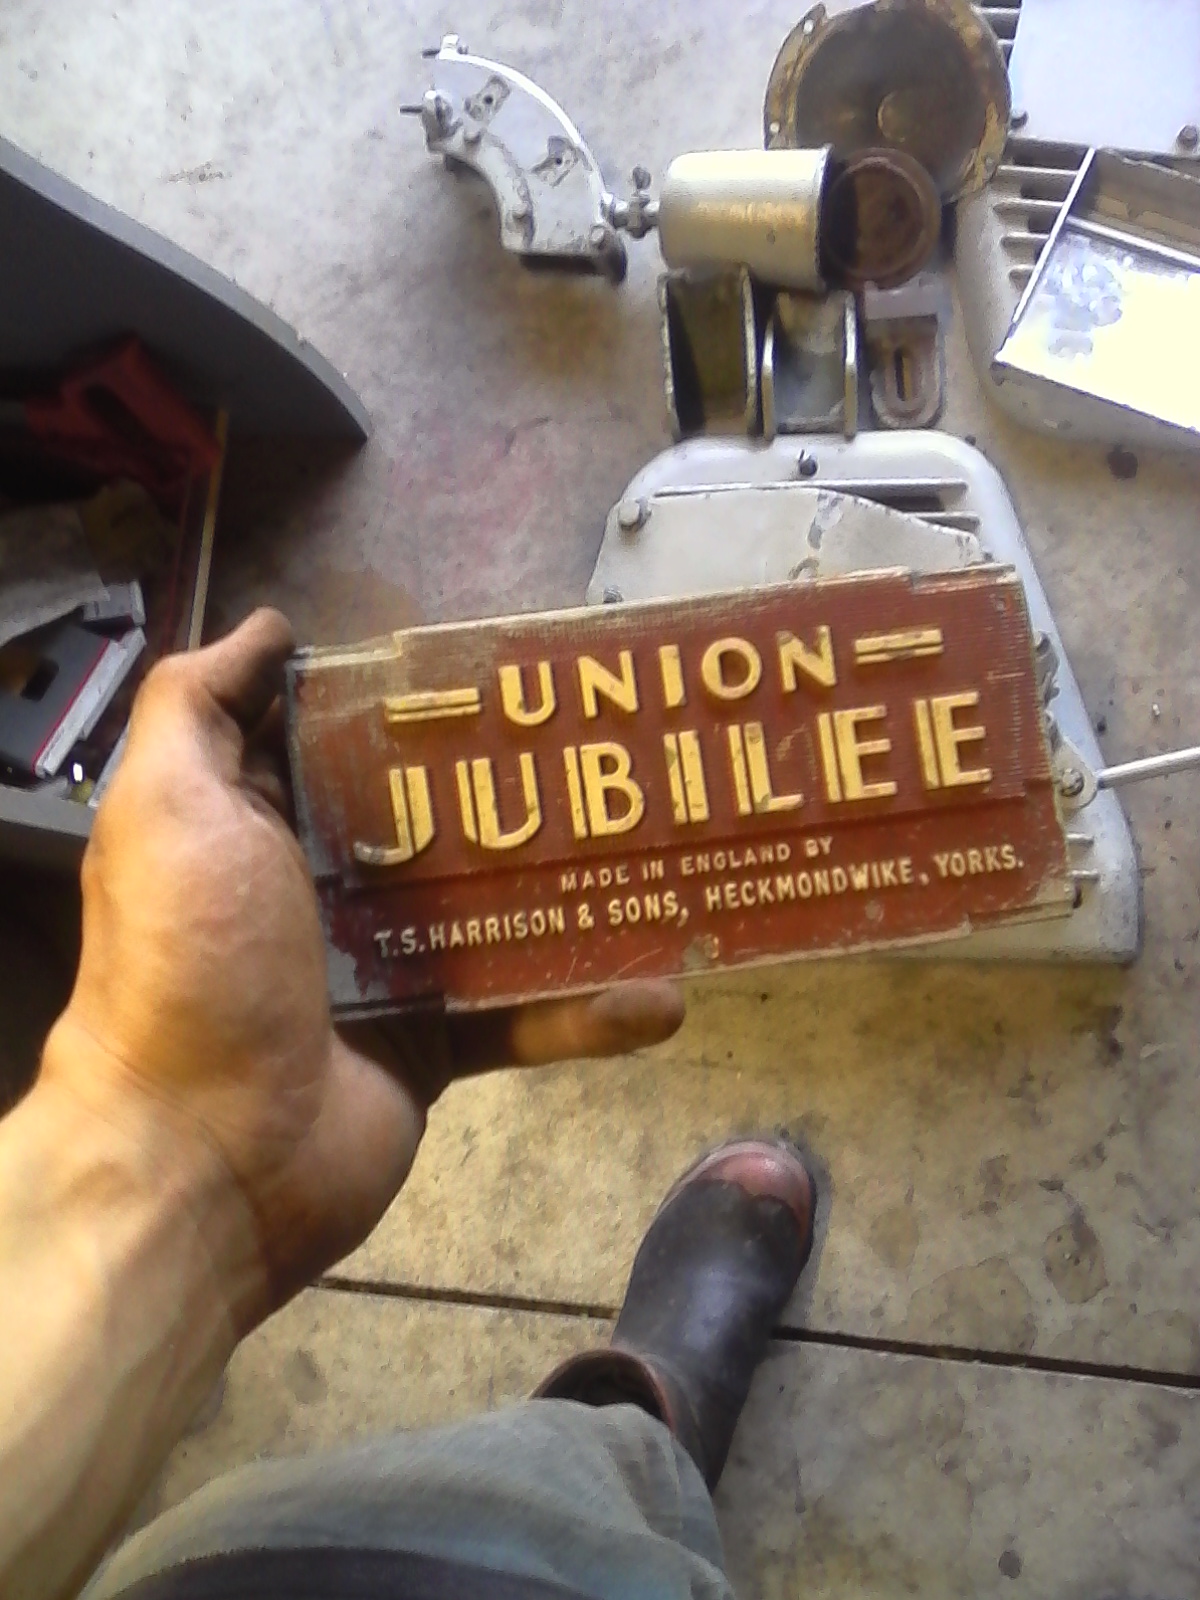 UNION
JUBILEE
MADE IN ENGLAND BY
T.S. HARRISON & SONS, HECKMONDWIKE, YORKS.